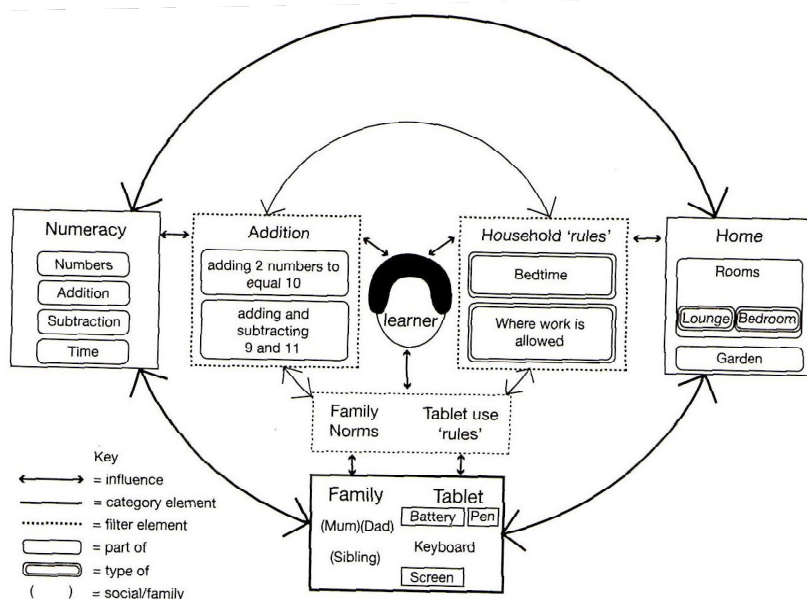 Numeracy
Numbers
Addition
Subtraction
Time
Addition
adding 2 numbers to
equal 10
adding and
subtracting
9 and 11
learner
Household 'rules'
Bedtime
Where work is
allowed
Home
Rooms
Lounge
Bedroom
Garden
Family
Norms
Tablet use
'rules'
Family
(Mum)(Dad)
(Sibling)
Tablet
Battery
Pen
Keyboard
Screen
Key
= influence
= category element
= filter element
= part of
= type of
( ) = social/family